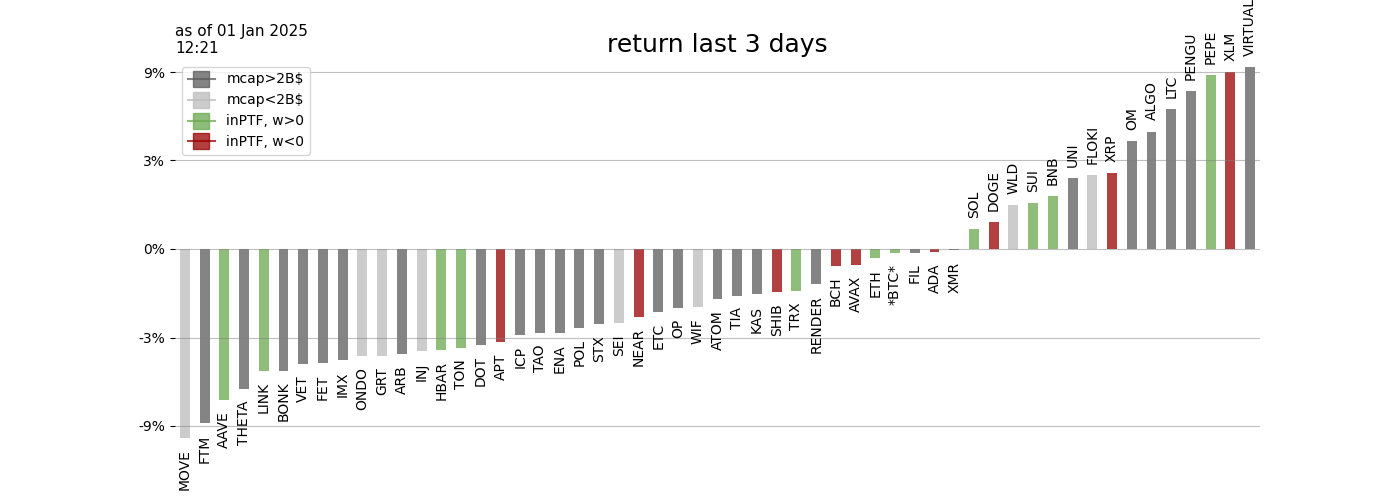 as of 01 Jan 2025
12:21
return last 3 days
mcap>2B$
mcap<2B$
inPTF, w>0
inPTF, w<0
9%
3%
0%
-3%
-9%
MOVE
FTM
AAVE
THETA
LINK
BONK
VET
FET
IMX
ONDO
GRT
ARB
INJ
HBAR
TON
DOT
APT
ICP
TAO
ENA
POL
STX
SEI
NEAR
ETC
OP
WIF
ATOM
TIA
KAS
SHIB
TRX
RENDER
BCH
AVAX
ETH
*BTC*
FIL
ADA
XMR
SOL
DOGE
WLD
SUI
BNB
UNI
FLOKI
XRP
OM
ALGO
LTC
PENGU
PEPE
XLM
VIRTUAL